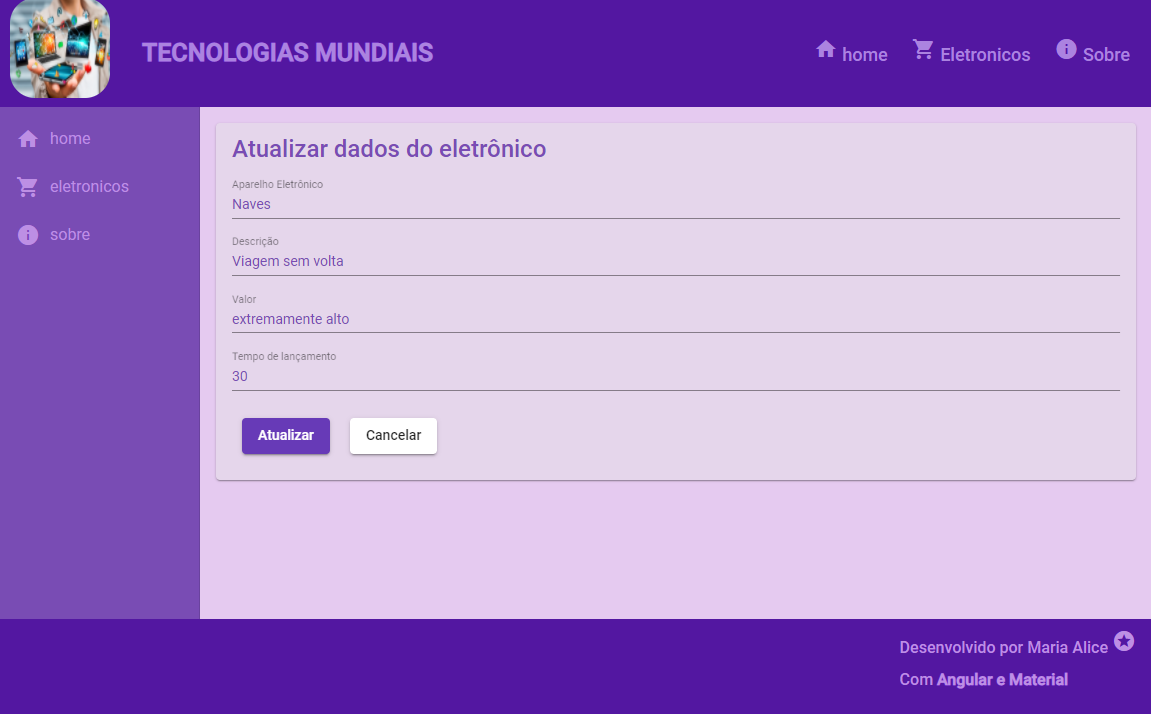 TECNOLOGIAS MUNDIAIS
home
Eletronicos
Sobre
home
eletronicos
sobre
Atualizar dados do eletrônico
Aparelho Eletrônico
Naves
Descrição
Viagem sem volta
Valor
extremamente alto
Tempo de lançamento
30
Atualizar
Cancelar
Desenvolvido por Maria Alice
Com Angular e Material